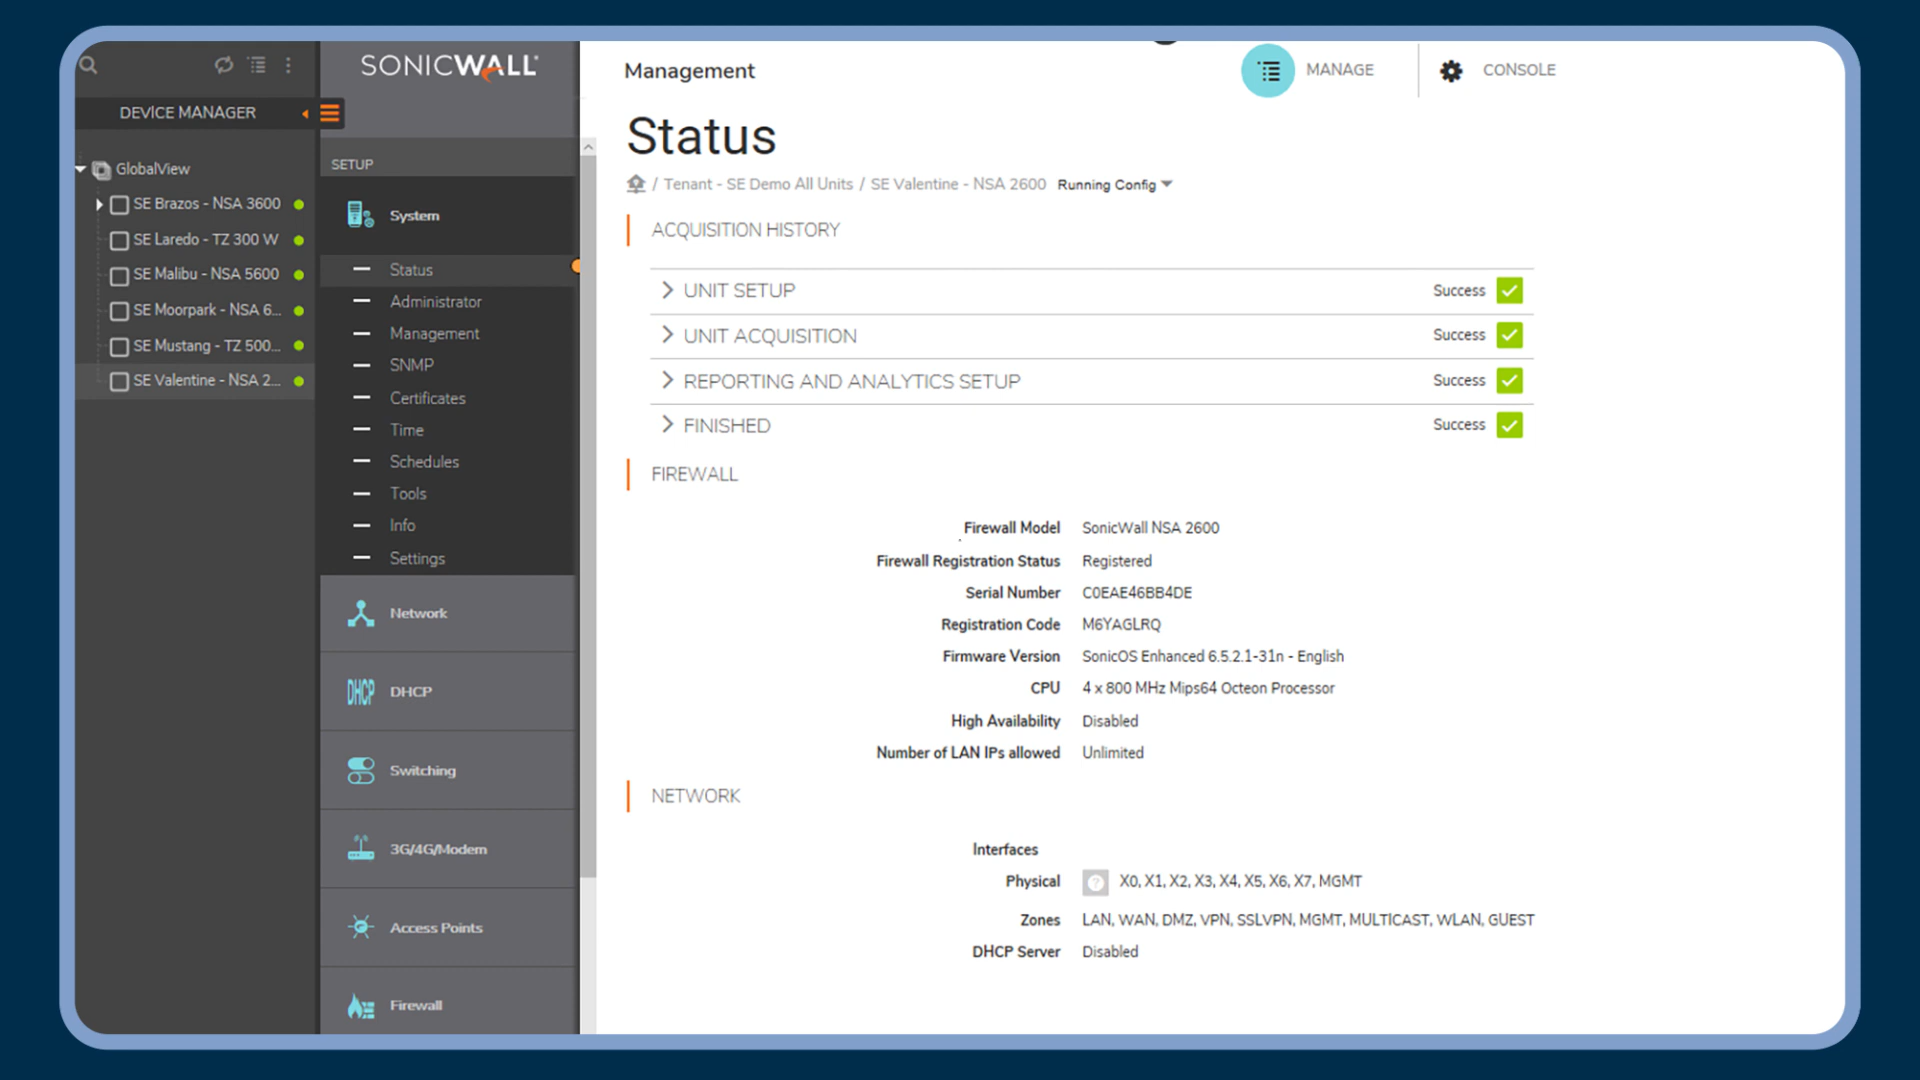 SONICWALL
DEVICE MANAGER
GlobalView
SE Brazos - NSA 3600
SE Laredo - TZ 300 W
SE Malibu - NSA 5600
SE Moorpark - NSA 6...
SE Mustang - TZ 500...
SE Valentine - NSA 2...
SETUP
System
Status
Administrator
Management
SNMP
Certificates
Time
Schedules
Tools
Info
Settings
Network
DHCP DHCP
Switching
3G/4G/Modem
Access Points
Firewall
Management
MANAGE
CONSOLE
Status
/ Tenant - SE Demo All Units / SE Valentine - NSA 2600 Running Config
ACQUISITION HISTORY
UNIT SETUP Success
UNIT ACQUISITION Success
REPORTING AND ANALYTICS SETUP Success
FINISHED Success
FIREWALL
Firewall Model SonicWall NSA 2600
Firewall Registration Status Registered
Serial Number C0EAE46BB4DE
Registration Code M6YAGLRQ
Firmware Version SonicOS Enhanced 6.5.2.1-31n - English
CPU 4 x 800 MHz Mips64 Octeon Processor
High Availability Disabled
Number of LAN IPs allowed Unlimited
NETWORK
Interfaces
Physical ? X0, X1, X2, X3, X4, X5, X6, X7, MGMT
Zones LAN, WAN, DMZ, VPN, SSLVPN, MGMT, MULTICAST, WLAN, GUEST
DHCP Server Disabled